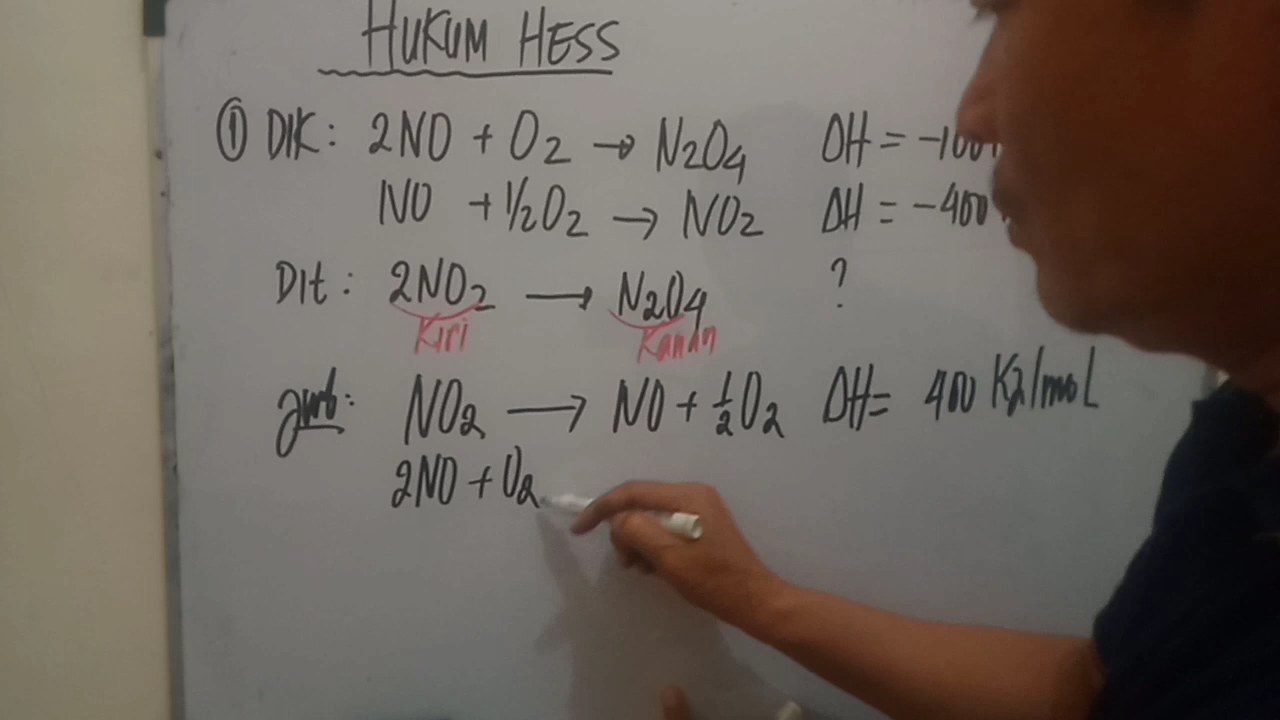 HUKUM HESS
① DIK: 2NO + O₂ → N₂O₄ ΔH = -100
NO + ½O₂ → NO₂ ΔH = -400
Dit: 2NO₂ → N₂O₄ ?
Kiri Kanan
Jwb: NO₂ → NO + ½O₂ ΔH = 400 KJ/mol
2NO + O₂